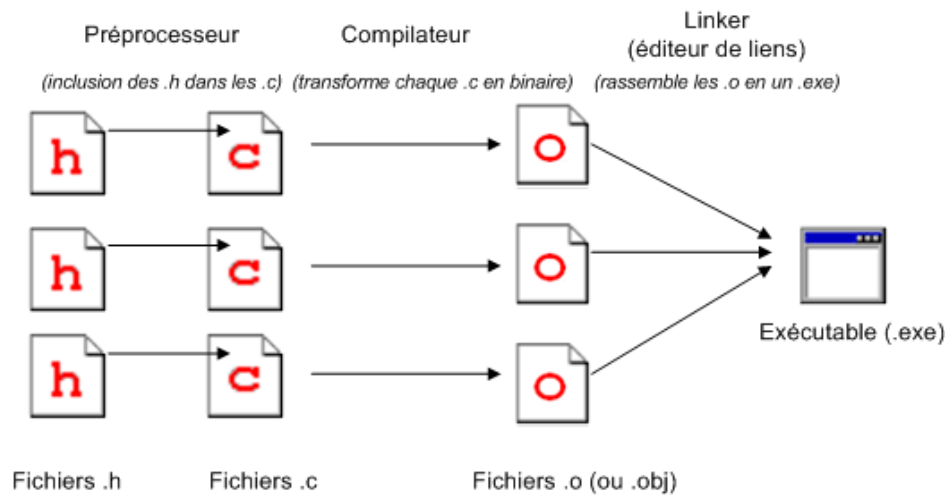 Préprocesseur
Compilateur
Linker
(éditeur de liens)
(inclusion des .h dans les .c)
(transforme chaque .c en binaire)
(rassemble les .o en un .exe)
h
c
o
h
c
o
h
c
o
Exécutable (.exe)
Fichiers .h
Fichiers .c
Fichiers .o (ou .obj)